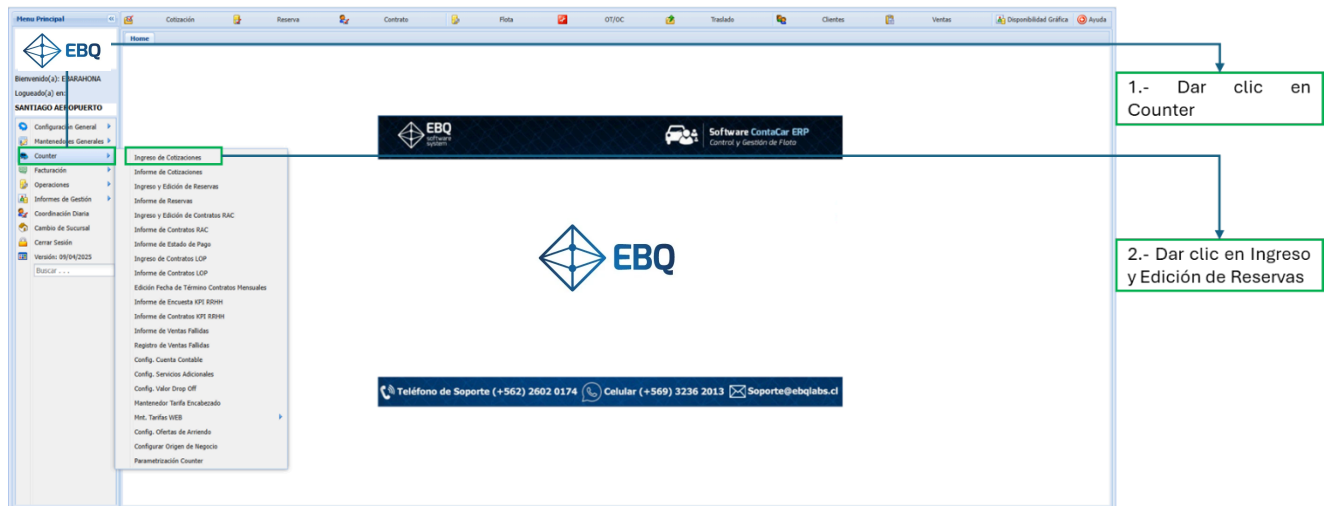 Menu Principal
Cotización
Reserva
Contrato
Flota
OT/OC
Traslado
Clientes
Ventas
Disponbilidad Gráfica
Ayuda
Home
EBQ
Bienvenido(a): EBARAHONA
Logueado(a) en:
SANTIAGO AEROPUERTO
Configuración General
Mantenedores Generales
Counter
Facturación
Operaciones
Informes de Gestión
Coordinación Diaria
Cambio de Sucursal
Cerrar Sesión
Versión: 09/04/2025
Buscar . . .
Ingreso de Cotizaciones
Informe de Cotizaciones
Ingreso y Edición de Reservas
Informe de Reservas
Ingreso y Edición de Contratos RAC
Informe de Contratos RAC
Informe de Estado de Pago
Ingreso de Contratos LOP
Informe de Contratos LOP
Edición Fecha de Término Contratos Mensuales
Informe de Encuesta KPI RRHH
Informe de Contratos KPI RRHH
Informe de Ventas Fallidas
Registro de Ventas Fallidas
Config. Cuenta Contable
Config. Servicios Adicionales
Config. Valor Drop Off
Mantenedor Tarifa Encabezado
Mnt. Tarifas WEB
Config. Ofertas de Arriendo
Configurar Origen de Negocio
Parametrización Counter
EBQ
software
system
Software ContaCar ERP
Control y Gestión de Flota
EBQ
Teléfono de Soporte (+562) 2602 0174 Celular (+569) 3236 2013 Soporte@ebqlabs.cl
1.- Dar clic en
Counter
2.- Dar clic en Ingreso
y Edición de Reservas